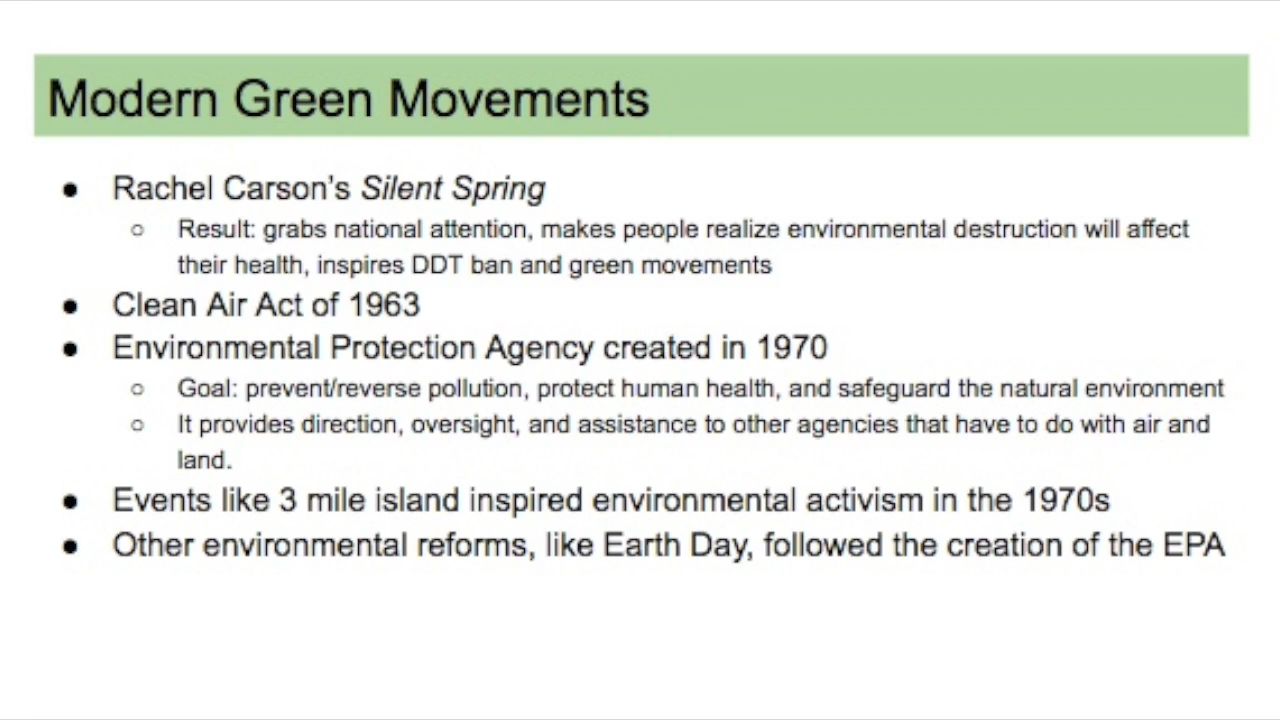 Modern Green Movements
● Rachel Carson's Silent Spring
○ Result: grabs national attention, makes people realize environmental destruction will affect
their health, inspires DDT ban and green movements
● Clean Air Act of 1963
● Environmental Protection Agency created in 1970
○ Goal: prevent/reverse pollution, protect human health, and safeguard the natural environment
○ It provides direction, oversight, and assistance to other agencies that have to do with air and
land.
● Events like 3 mile island inspired environmental activism in the 1970s
● Other environmental reforms, like Earth Day, followed the creation of the EPA